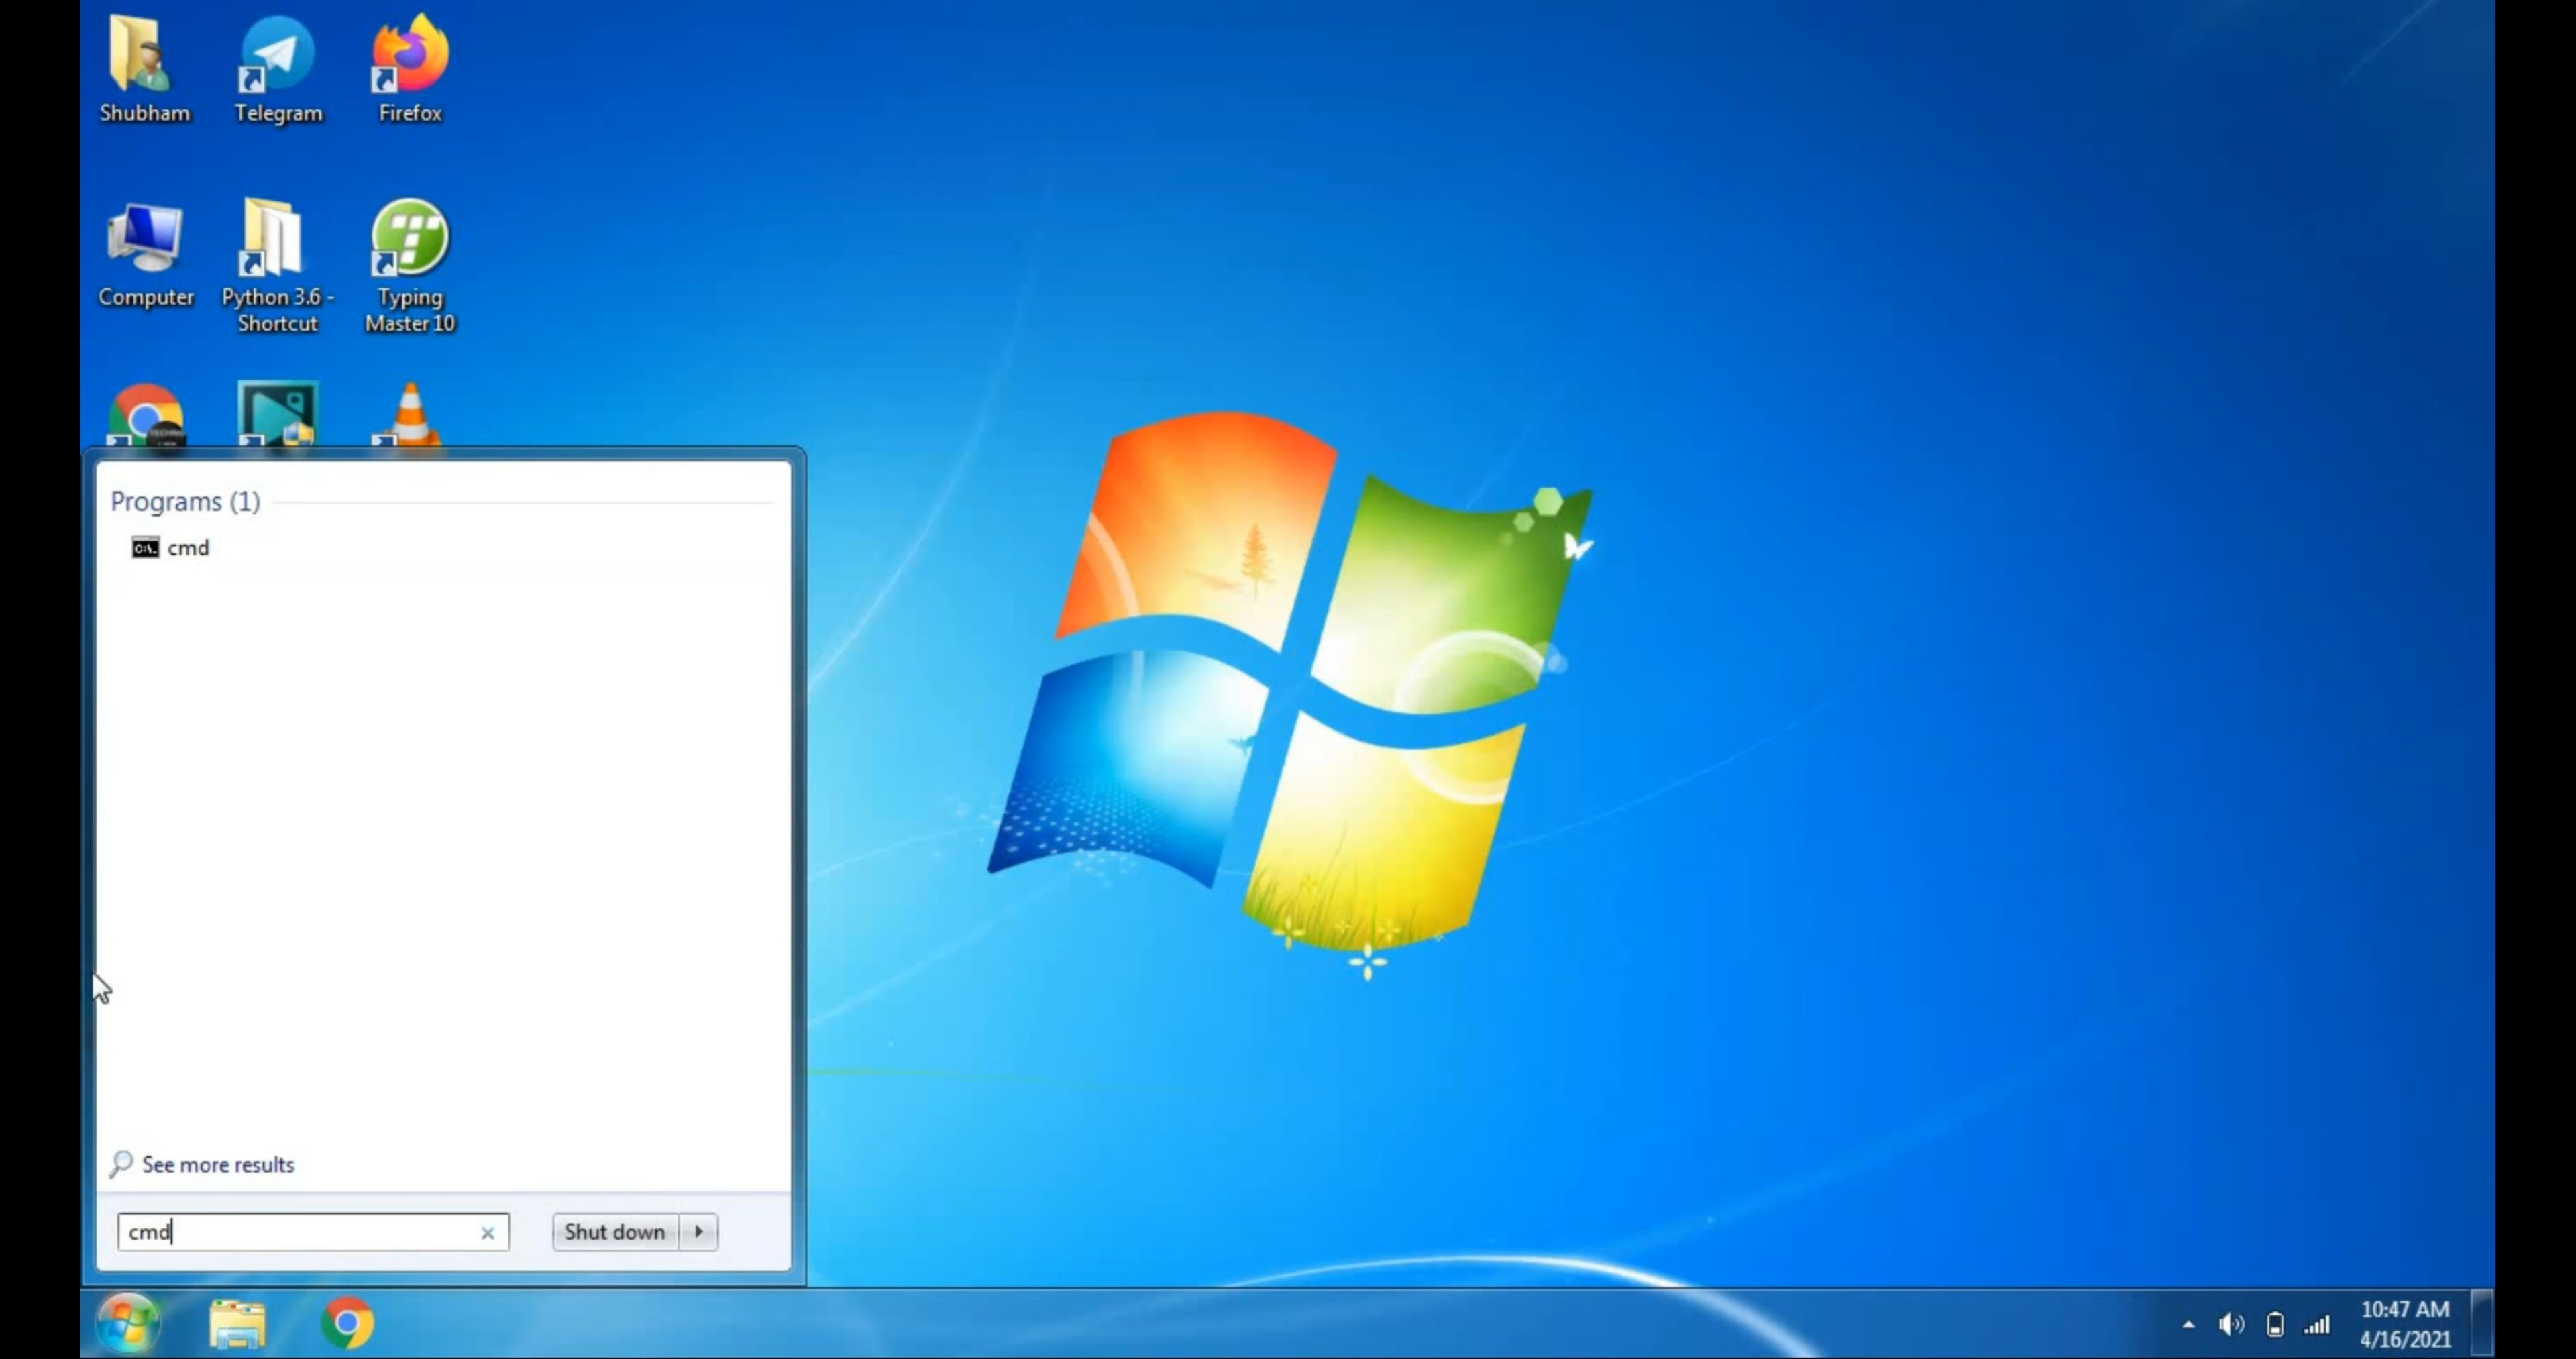 Shubham
Telegram
Firefox
Computer
Python 3.6 -
Shortcut
Typing
Master 10
Programs (1)
cmd
See more results
cmd
Shut down
10:47 AM
4/16/2021